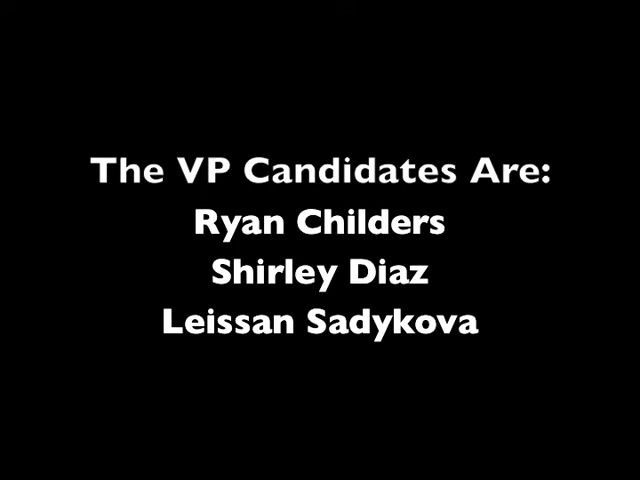 The VP Candidates Are:
Ryan Childers
Shirley Diaz
Leissan Sadykova